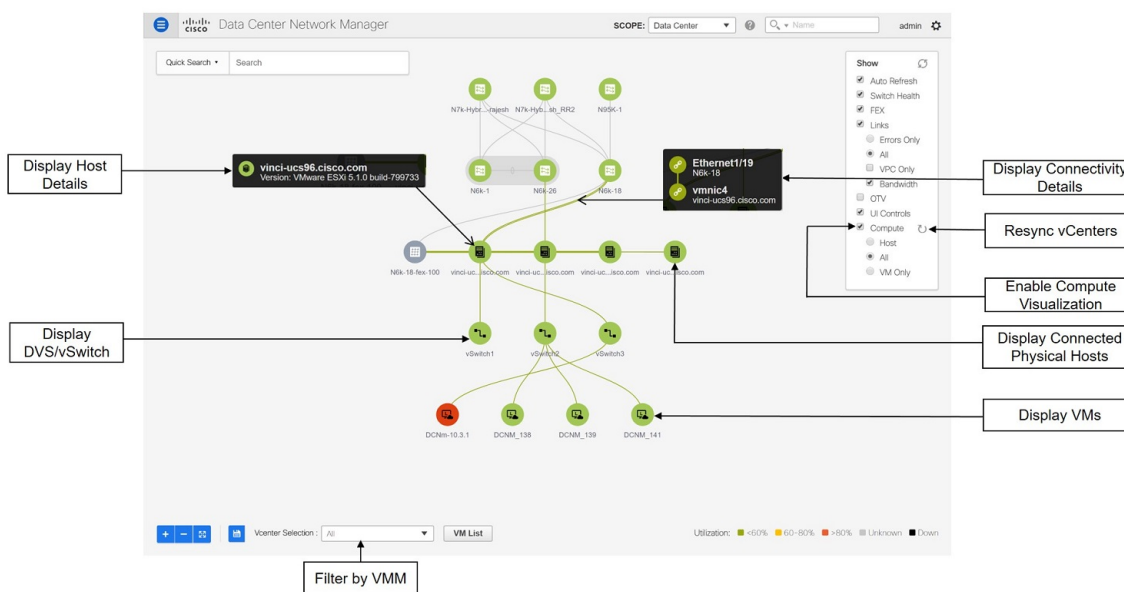 cisco
Data Center Network Manager
SCOPE:
Data Center
Name
admin
Quick Search
Search
Show
Auto Refresh
Switch Health
FEX
Links
Errors Only
All
VPC Only
Bandwidth
OTV
UI Controls
Compute
Host
All
VM Only
N7k-Hybr...-rajesh
N7k-Hyb...sh_RR2
N95K-1
Display Host
Details
vinci-ucs96.cisco.com
Version: VMware ESXi 5.1.0 build-799733
Ethernet1/19
N6k-18
vmnic4
vinci-ucs96.cisco.com
Display Connectivity
Details
N6k-1
N6k-26
N6k-18
Resync vCenters
N6k-18-fex-100
vinci-uc...isco.com
vinci-uc...isco.com
vinci-uc...isco.com
vinci-uc...isco.com
Enable Compute
Visualization
Display
DVS/vSwitch
vSwitch1
vSwitch2
vSwitch3
Display Connected
Physical Hosts
DCNm-10.3.1
DCNM_138
DCNM_139
DCNM_141
Display VMs
Vcenter Selection :
All
VM List
Utilization:
<60%
60-80%
>80%
Unknown
Down
Filter by VMM